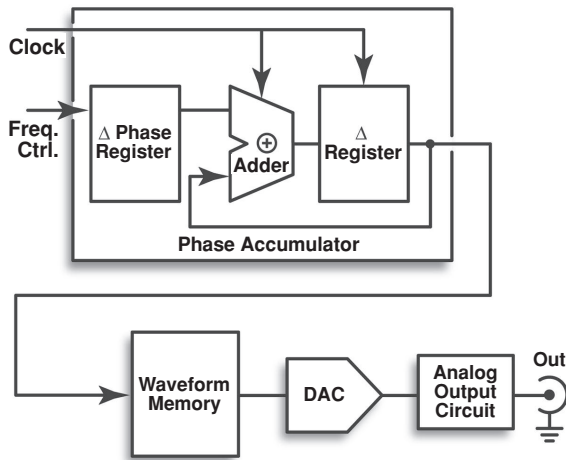 Clock
Freq.
Ctrl.
Δ Phase
Register
Adder
Δ
Register
Phase Accumulator
Waveform
Memory
DAC
Analog
Output
Circuit
Out